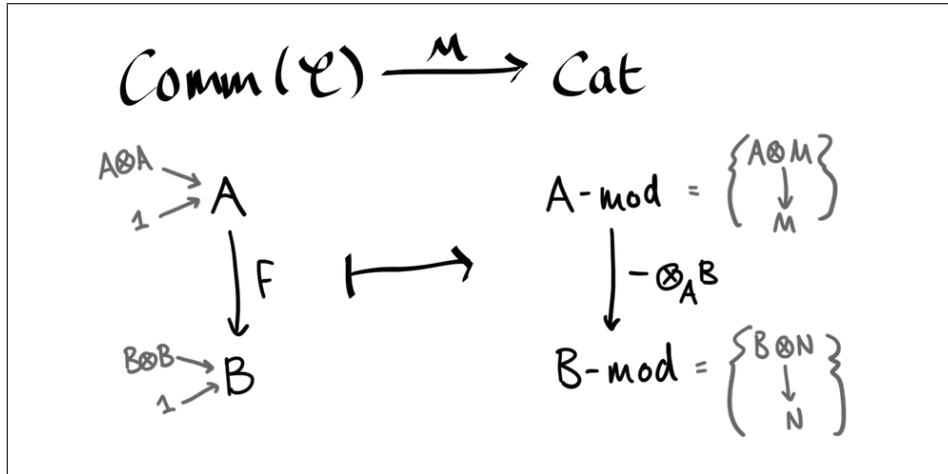 Comm(𝒞) M→ Cat
A⊗A → A
1 → A
A-mod = {A⊗M → M}
↓ F ↦ ↓ -⊗_A B
B⊗B → B
1 → B
B-mod = {B⊗N → N}